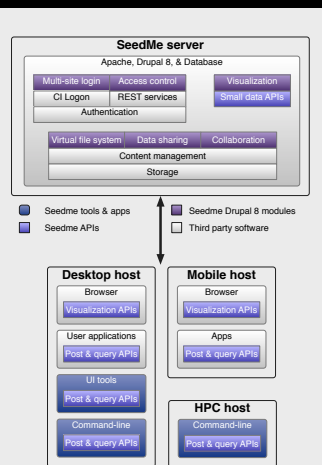 SeedMe server
Apache, Drupal 8, & Database
Multi-site login Access control Visualization
CI Logon REST services Small data APIs
Authentication
Virtual file system Data sharing Collaboration
Content management
Storage
Seedme tools & apps Seedme Drupal 8 modules
Seedme APIs Third party software
Desktop host Mobile host
Browser Browser
Visualization APIs Visualization APIs
User applications Apps
Post & query APIs Post & query APIs
UI tools
Post & query APIs
HPC host
Command-line Command-line
Post & query APIs Post & query APIs